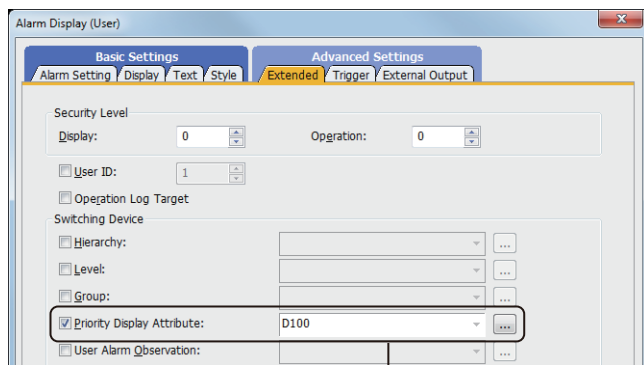 Alarm Display (User)
Basic Settings
Advanced Settings
Alarm Setting Display Text Style Extended Trigger External Output
Security Level
Display: 0 Operation: 0
User ID: 1
Operation Log Target
Switching Device
Hierarchy: ...
Level: ...
Group: ...
Priority Display Attribute: D100 ...
User Alarm Observation: ...